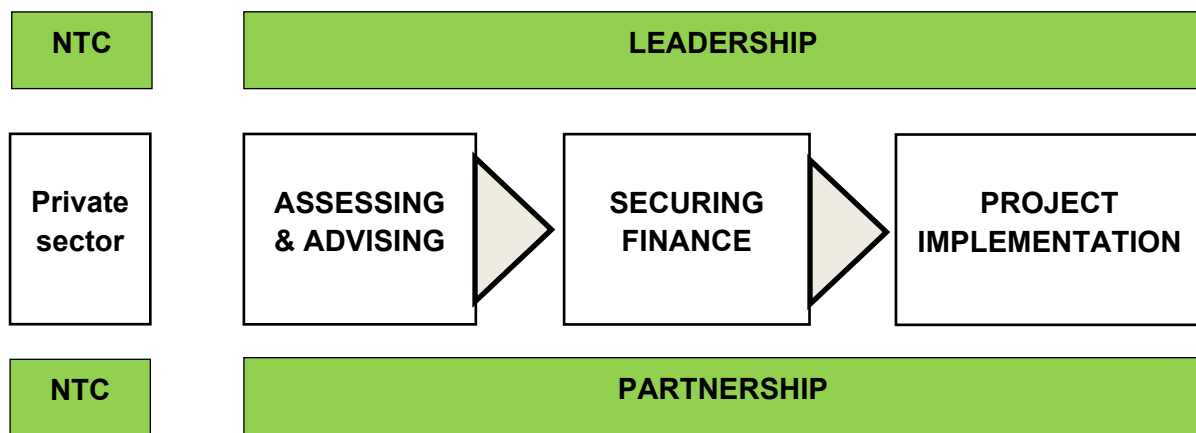 NTC
LEADERSHIP
Private
sector
ASSESSING
& ADVISING
SECURING
FINANCE
PROJECT
IMPLEMENTATION
NTC
PARTNERSHIP